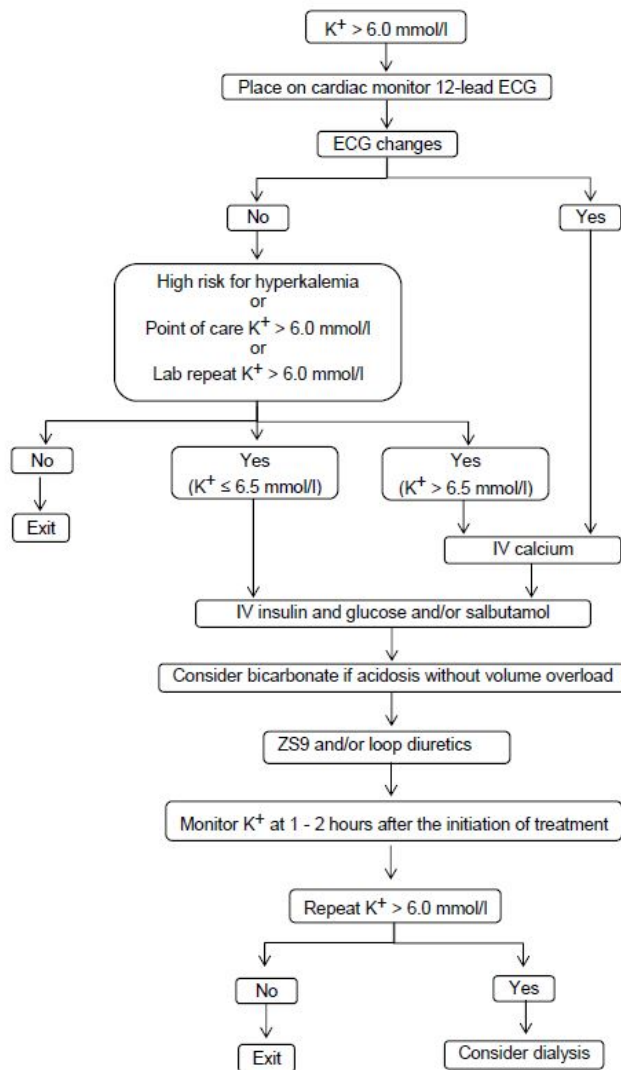 K⁺ > 6.0 mmol/l
Place on cardiac monitor 12-lead ECG
ECG changes
No
Yes
High risk for hyperkalemia
or
Point of care K⁺ > 6.0 mmol/l
or
Lab repeat K⁺ > 6.0 mmol/l
No
Yes
(K⁺ ≤ 6.5 mmol/l)
Yes
(K⁺ > 6.5 mmol/l)
Exit
IV calcium
IV insulin and glucose and/or salbutamol
Consider bicarbonate if acidosis without volume overload
ZS9 and/or loop diuretics
Monitor K⁺ at 1 - 2 hours after the initiation of treatment
Repeat K⁺ > 6.0 mmol/l
No
Yes
Exit
Consider dialysis